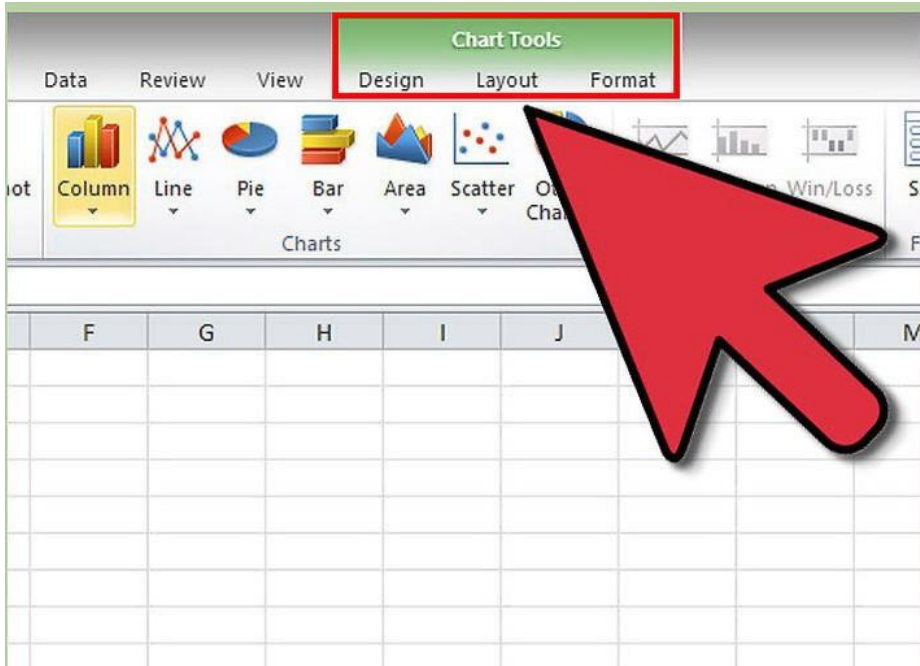 Chart Tools
Data Review View Design Layout Format
Column Line Pie Bar Area Scatter Win/Loss
Charts
F G H I J M